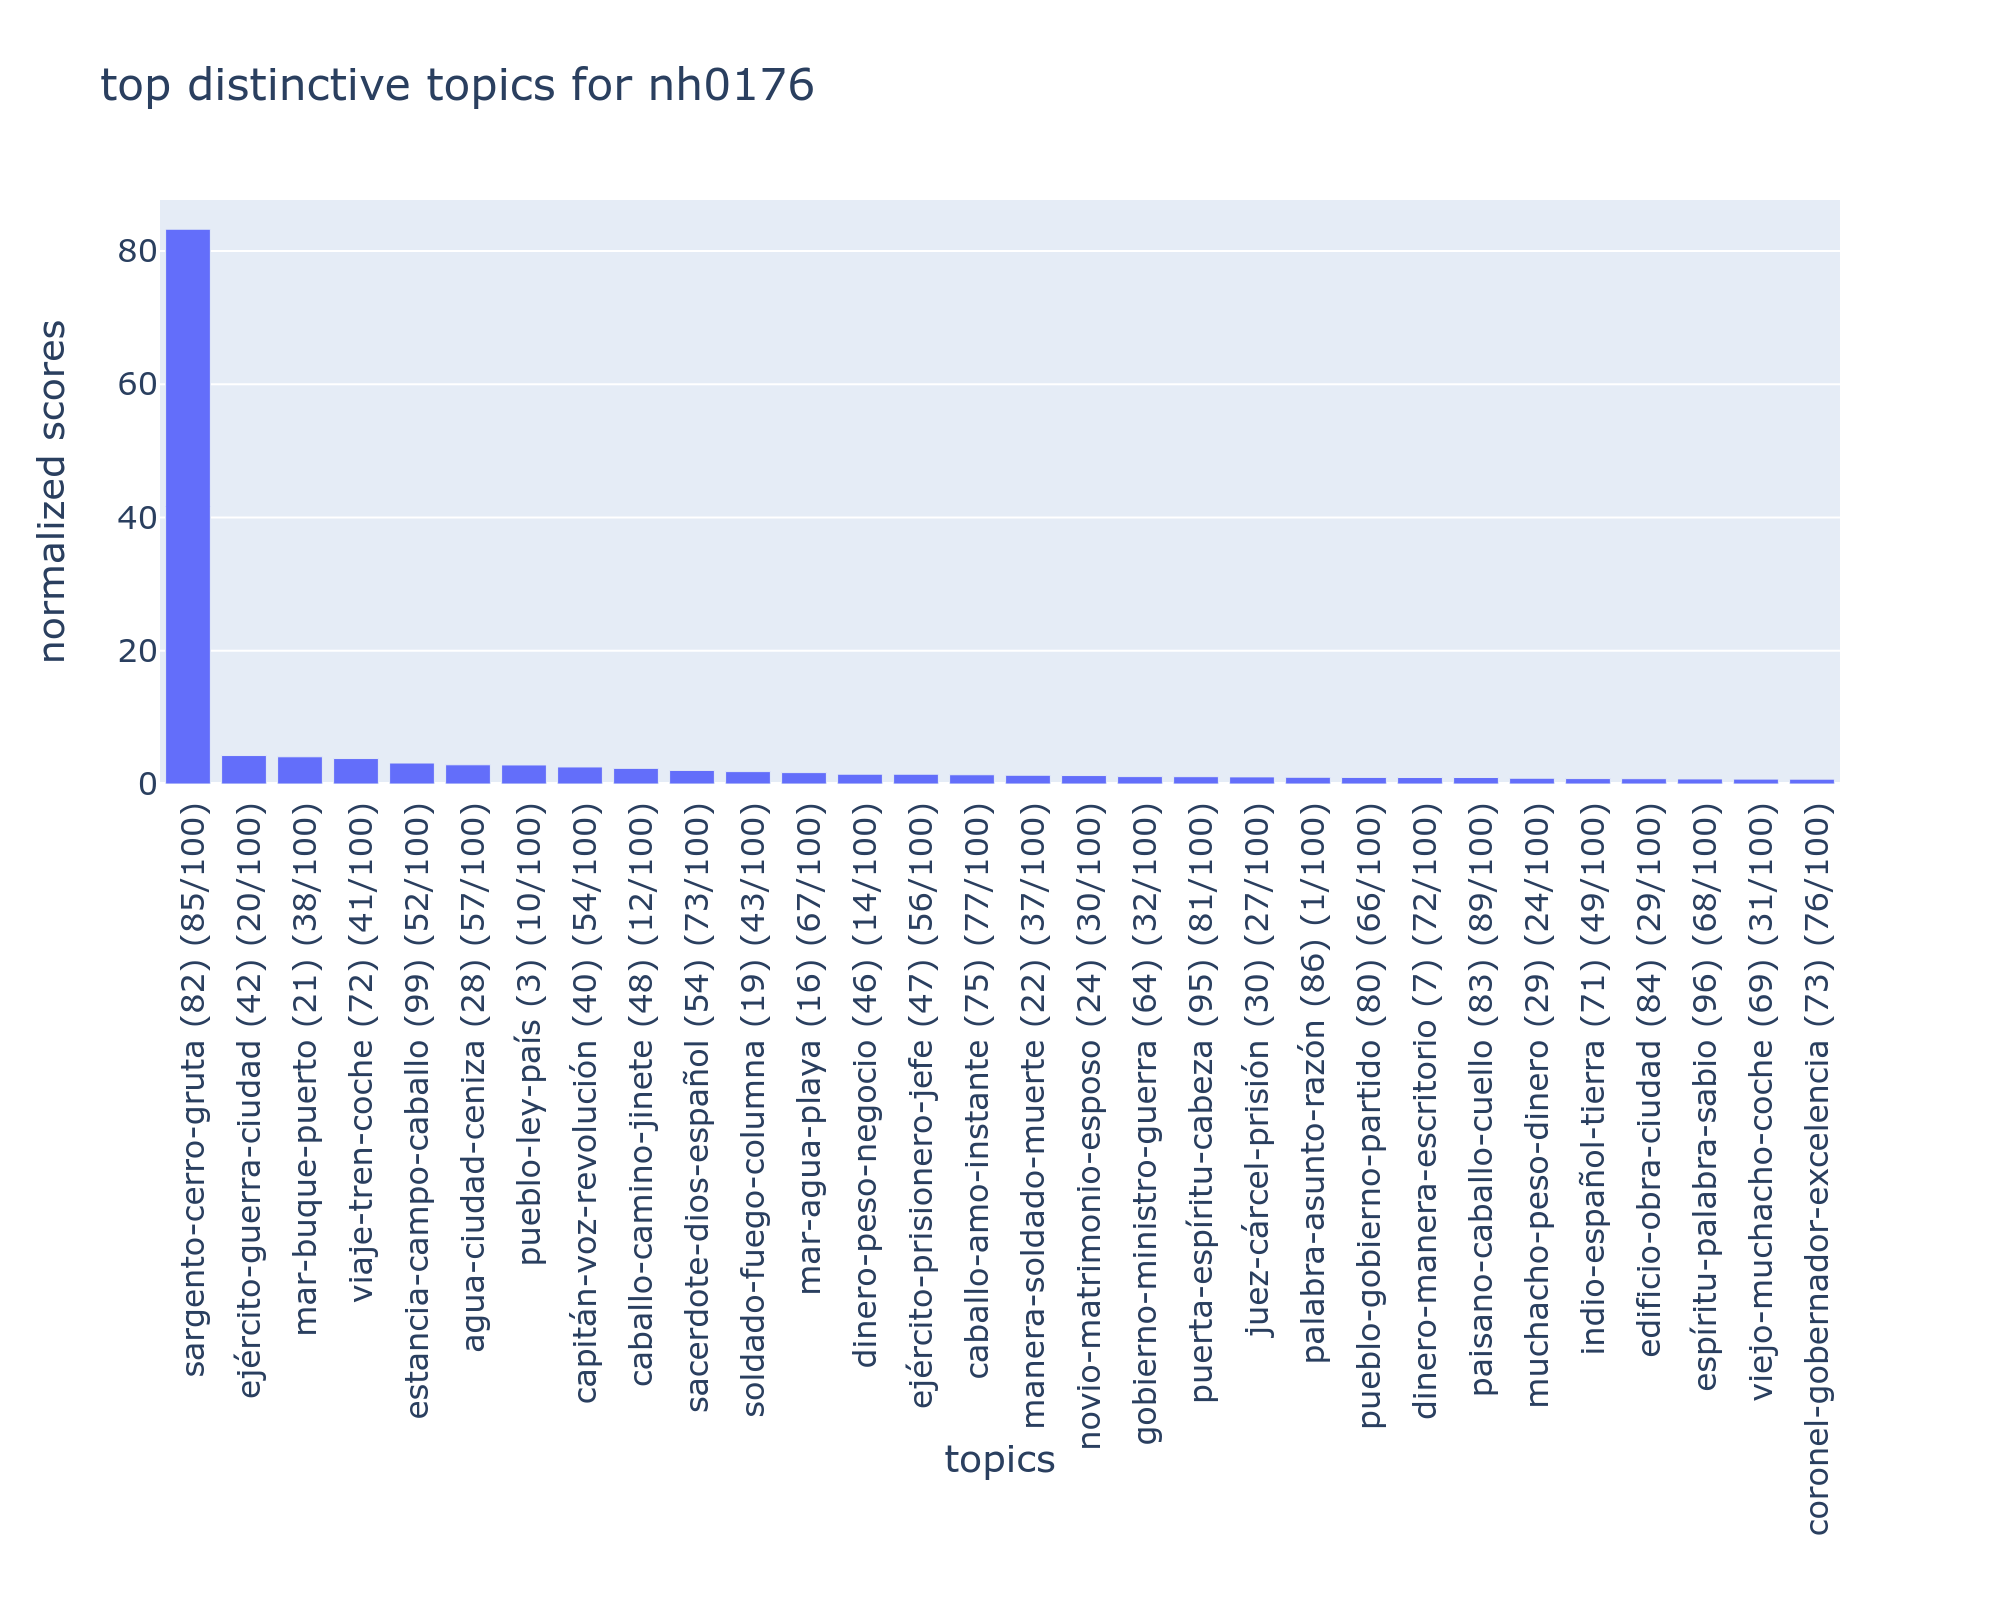 top distinctive topics for nh0176
normalized scores
80
60
40
20
0
sargento-cerro-gruta (82) (85/100)
ejército-guerra-ciudad (42) (20/100)
mar-buque-puerto (21) (38/100)
viaje-tren-coche (72) (41/100)
estancia-campo-caballo (99) (52/100)
agua-ciudad-ceniza (28) (57/100)
pueblo-ley-país (3) (10/100)
capitán-voz-revolución (40) (54/100)
caballo-camino-jinete (48) (12/100)
sacerdote-dios-español (54) (73/100)
soldado-fuego-columna (19) (43/100)
mar-agua-playa (16) (67/100)
dinero-peso-negocio (46) (14/100)
ejército-prisionero-jefe (47) (56/100)
caballo-amo-instante (75) (77/100)
manera-soldado-muerte (22) (37/100)
novio-matrimonio-esposo (24) (30/100)
gobierno-ministro-guerra (64) (32/100)
puerta-espíritu-cabeza (95) (81/100)
juez-cárcel-prisión (30) (27/100)
palabra-asunto-razón (86) (1/100)
pueblo-gobierno-partido (80) (66/100)
dinero-manera-escritorio (7) (72/100)
paisano-caballo-cuello (83) (89/100)
muchacho-peso-dinero (29) (24/100)
indio-español-tierra (71) (49/100)
edificio-obra-ciudad (84) (29/100)
espíritu-palabra-sabio (96) (68/100)
viejo-muchacho-coche (69) (31/100)
coronel-gobernador-excelencia (73) (76/100)
topics